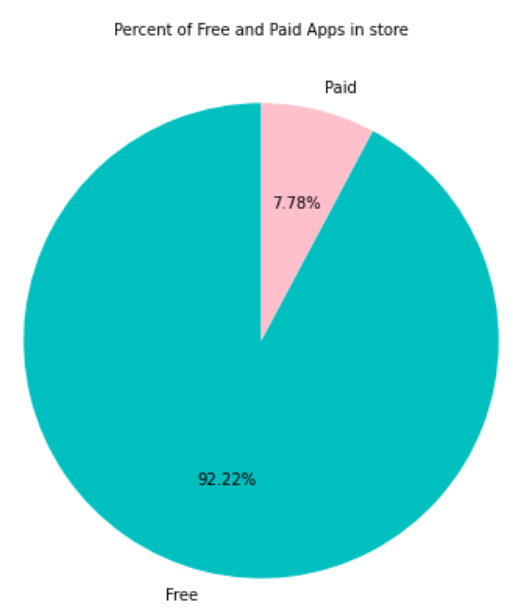 Percent of Free and Paid Apps in store
Paid
7.78%
92.22%
Free